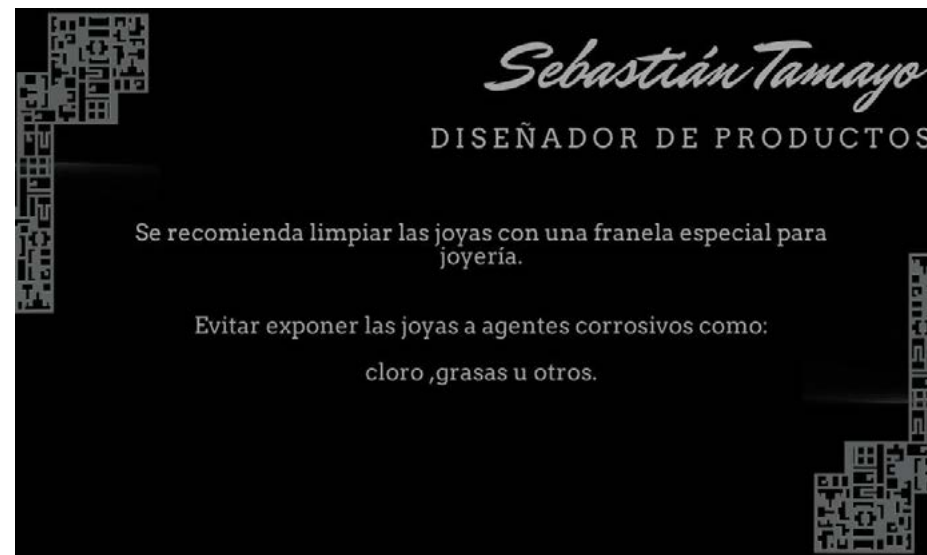 Sebastián Tamayo
DISEÑADOR DE PRODUCTOS
Se recomienda limpiar las joyas con una franela especial para
joyería.
Evitar exponer las joyas a agentes corrosivos como:
cloro ,grasas u otros.